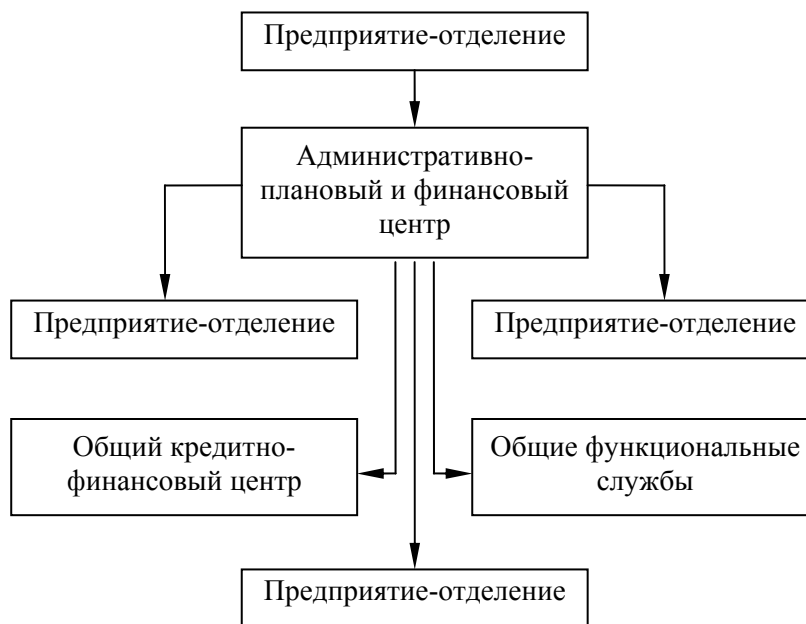 Предприятие-отделение
Административно-
плановый и финансовый
центр
Предприятие-отделение
Предприятие-отделение
Общий кредитно-
финансовый центр
Общие функциональные
службы
Предприятие-отделение